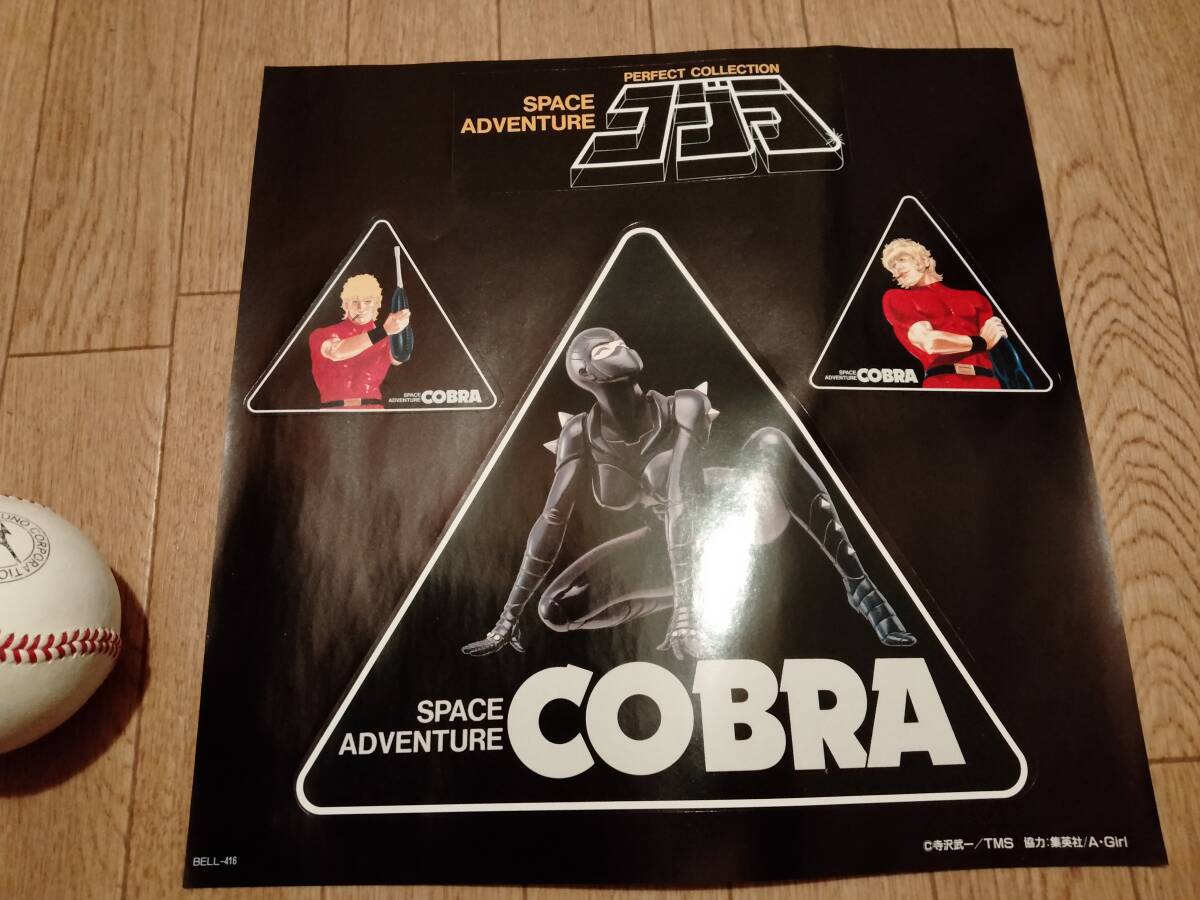 PERFECT COLLECTION
SPACE
ADVENTURE
コブラ
SPACE
ADVENTURE COBRA
SPACE
ADVENTURE COBRA
SPACE
ADVENTURE COBRA
BELL-416
©寺沢武一/TMS 協力:集英社/A・Girl
CORPORATION